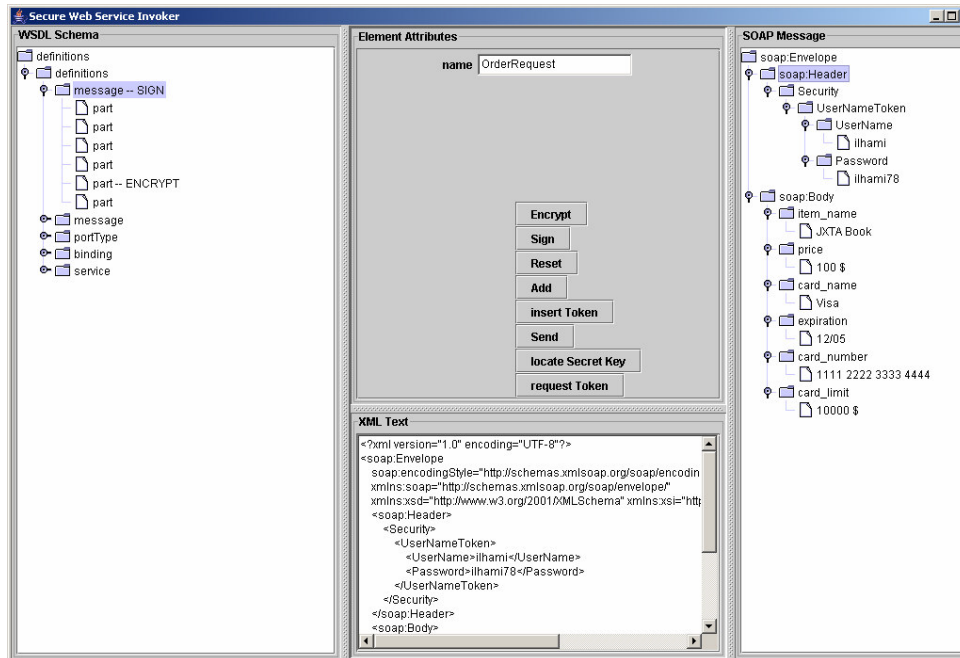 Secure Web Service Invoker
WSDL Schema
definitions
definitions
message -- SIGN
part
part
part
part
part -- ENCRYPT
part
message
portType
binding
service
Element Attributes
name OrderRequest
Encrypt
Sign
Reset
Add
insert Token
Send
locate Secret Key
request Token
XML Text
<?xml version="1.0" encoding="UTF-8"?>
<soap:Envelope
soap:encodingStyle="http://schemas.xmlsoap.org/soap/encodin
xmlns:soap="http://schemas.xmlsoap.org/soap/envelope/"
xmlns:xsd="http://www.w3.org/2001/XMLSchema" xmlns:xsi="http
<soap:Header>
<Security>
<UserNameToken>
<UserName>ilhami</UserName>
<Password>ilhami78</Password>
</UserNameToken>
</Security>
</soap:Header>
<soap:Body>
SOAP Message
soap:Envelope
soap:Header
Security
UserNameToken
UserName
ilhami
Password
ilhami78
soap:Body
item_name
JXTA Book
price
100 $
card_name
Visa
expiration
12/05
card_number
1111 2222 3333 4444
card_limit
10000 $